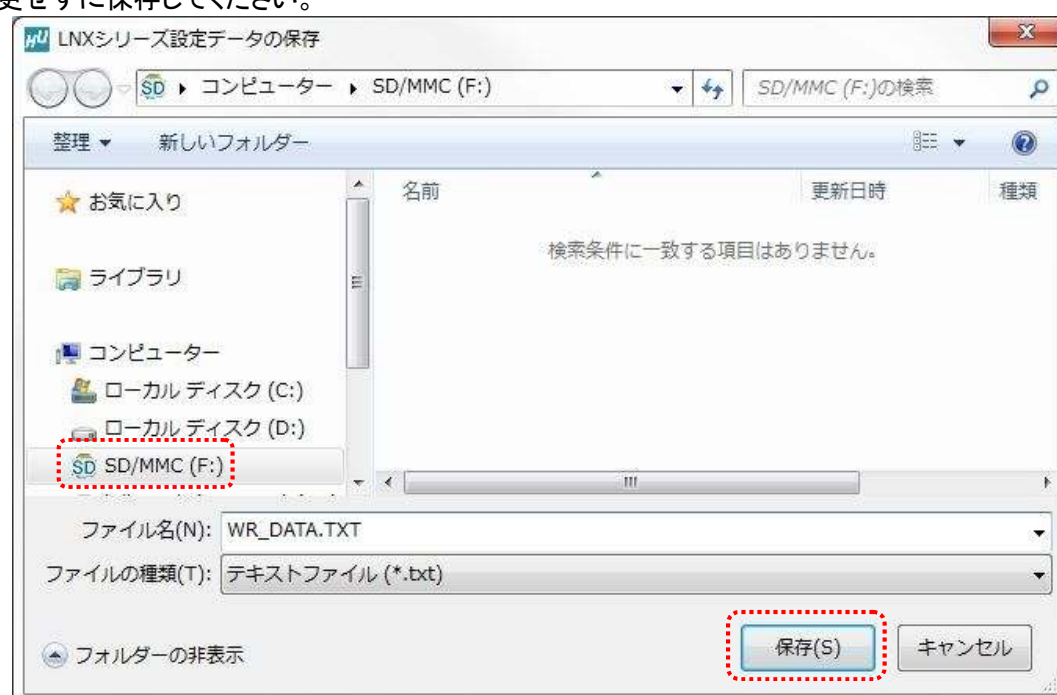 更せずに保存してください。
LNXシリーズ設定データの保存
コンピューター ▸ SD/MMC (F:)
SD/MMC (F:)の検索
整理 ▼ 新しいフォルダー
名前 更新日時 種類
検索条件に一致する項目はありません。
お気に入り
ライブラリ
コンピューター
ローカル ディスク (C:)
ローカル ディスク (D:)
SD/MMC (F:)
ファイル名(N): WR_DATA.TXT
ファイルの種類(T): テキストファイル (*.txt)
フォルダーの非表示
保存(S) キャンセル